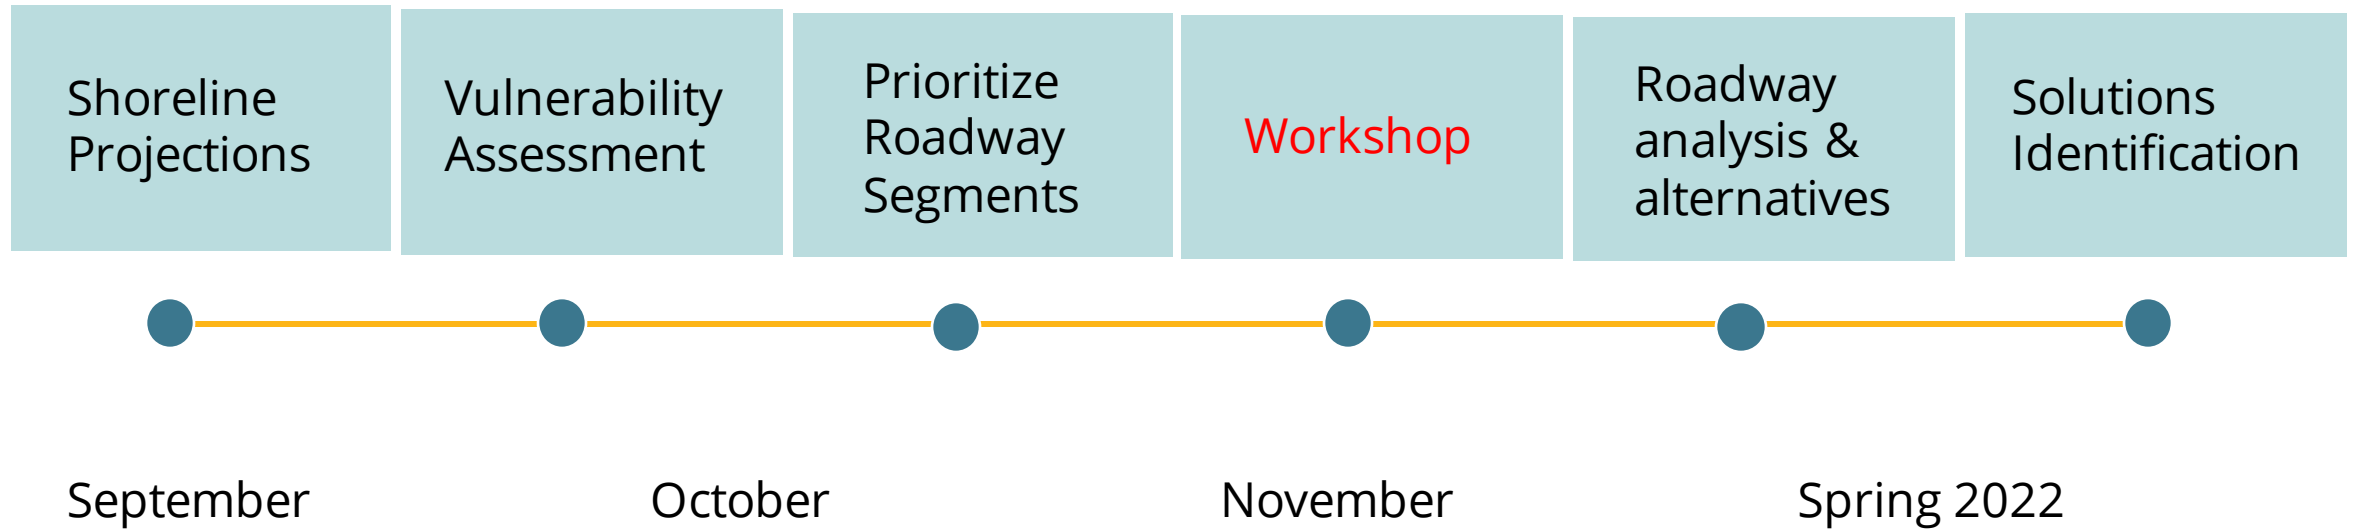 Shoreline
Projections
Vulnerability
Assessment
Prioritize
Roadway
Segments
Workshop
Roadway
analysis &
alternatives
Solutions
Identification
September
October
November
Spring 2022